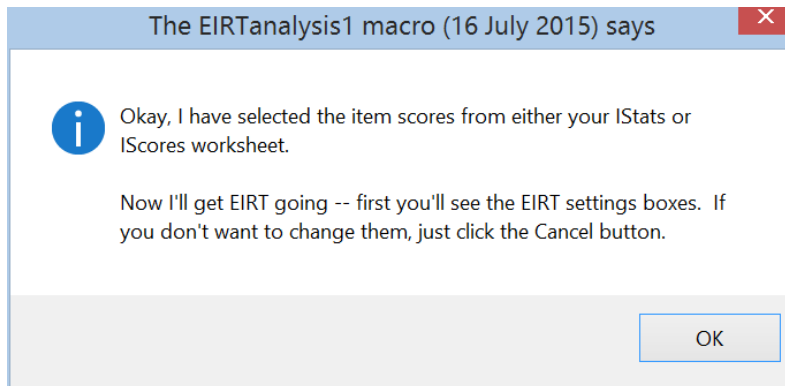 The EIRTanalysis1 macro (16 July 2015) says
Okay, I have selected the item scores from either your IStats or
IScores worksheet.
Now I'll get EIRT going -- first you'll see the EIRT settings boxes.  If
you don't want to change them, just click the Cancel button.
OK